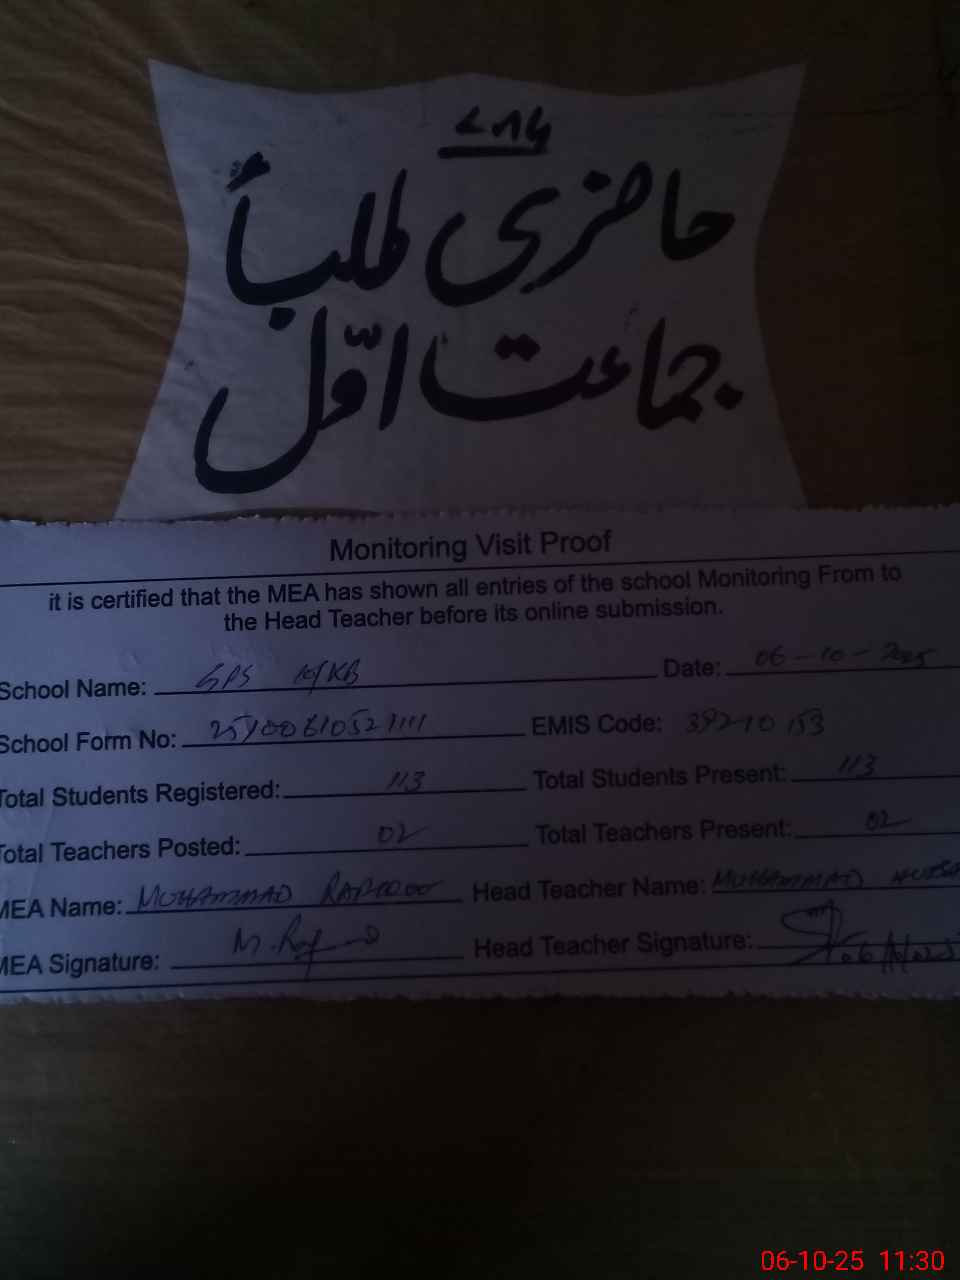 حاضری طلباً
جماعت اوّل
Monitoring Visit Proof
it is certified that the MEA has shown all entries of the school Monitoring From to
the Head Teacher before its online submission.
School Name: GPS 10/KB Date: 06-10-2025
School Form No: EMIS Code: 39210153
Total Students Registered: 113 Total Students Present: 113
Total Teachers Posted: 02 Total Teachers Present: 02
MEA Name: MUHAMMAD Head Teacher Name: MUHAMMAD
MEA Signature: Head Teacher Signature:
06-10-25 11:30